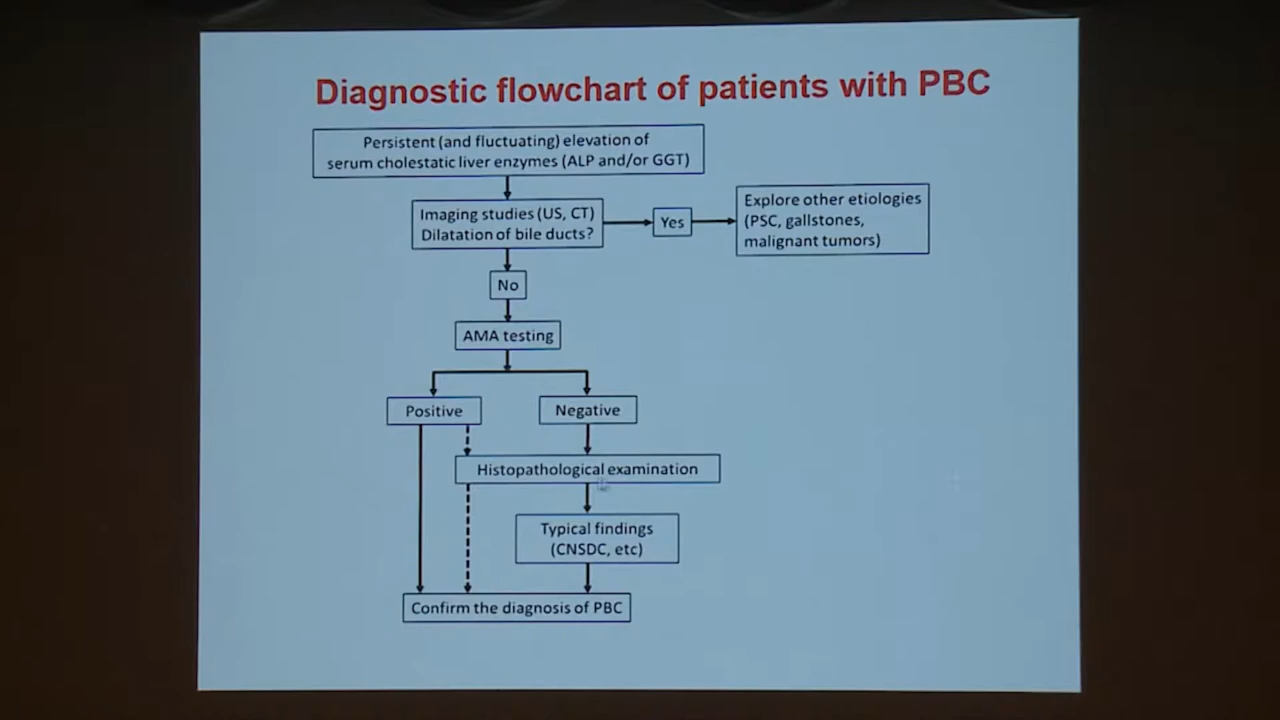 Diagnostic flowchart of patients with PBC
Persistent (and fluctuating) elevation of
serum cholestatic liver enzymes (ALP and/or GGT)
Imaging studies (US, CT)
Dilatation of bile ducts?
Yes
Explore other etiologies
(PSC, gallstones,
malignant tumors)
No
AMA testing
Positive
Negative
Histopathological examination
Typical findings
(CNSDC, etc)
Confirm the diagnosis of PBC